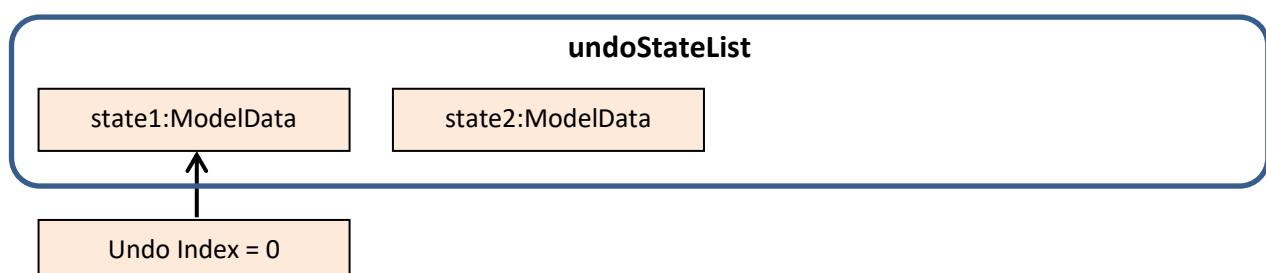 undoStateList
state1:ModelData
state2:ModelData
Undo Index = 0